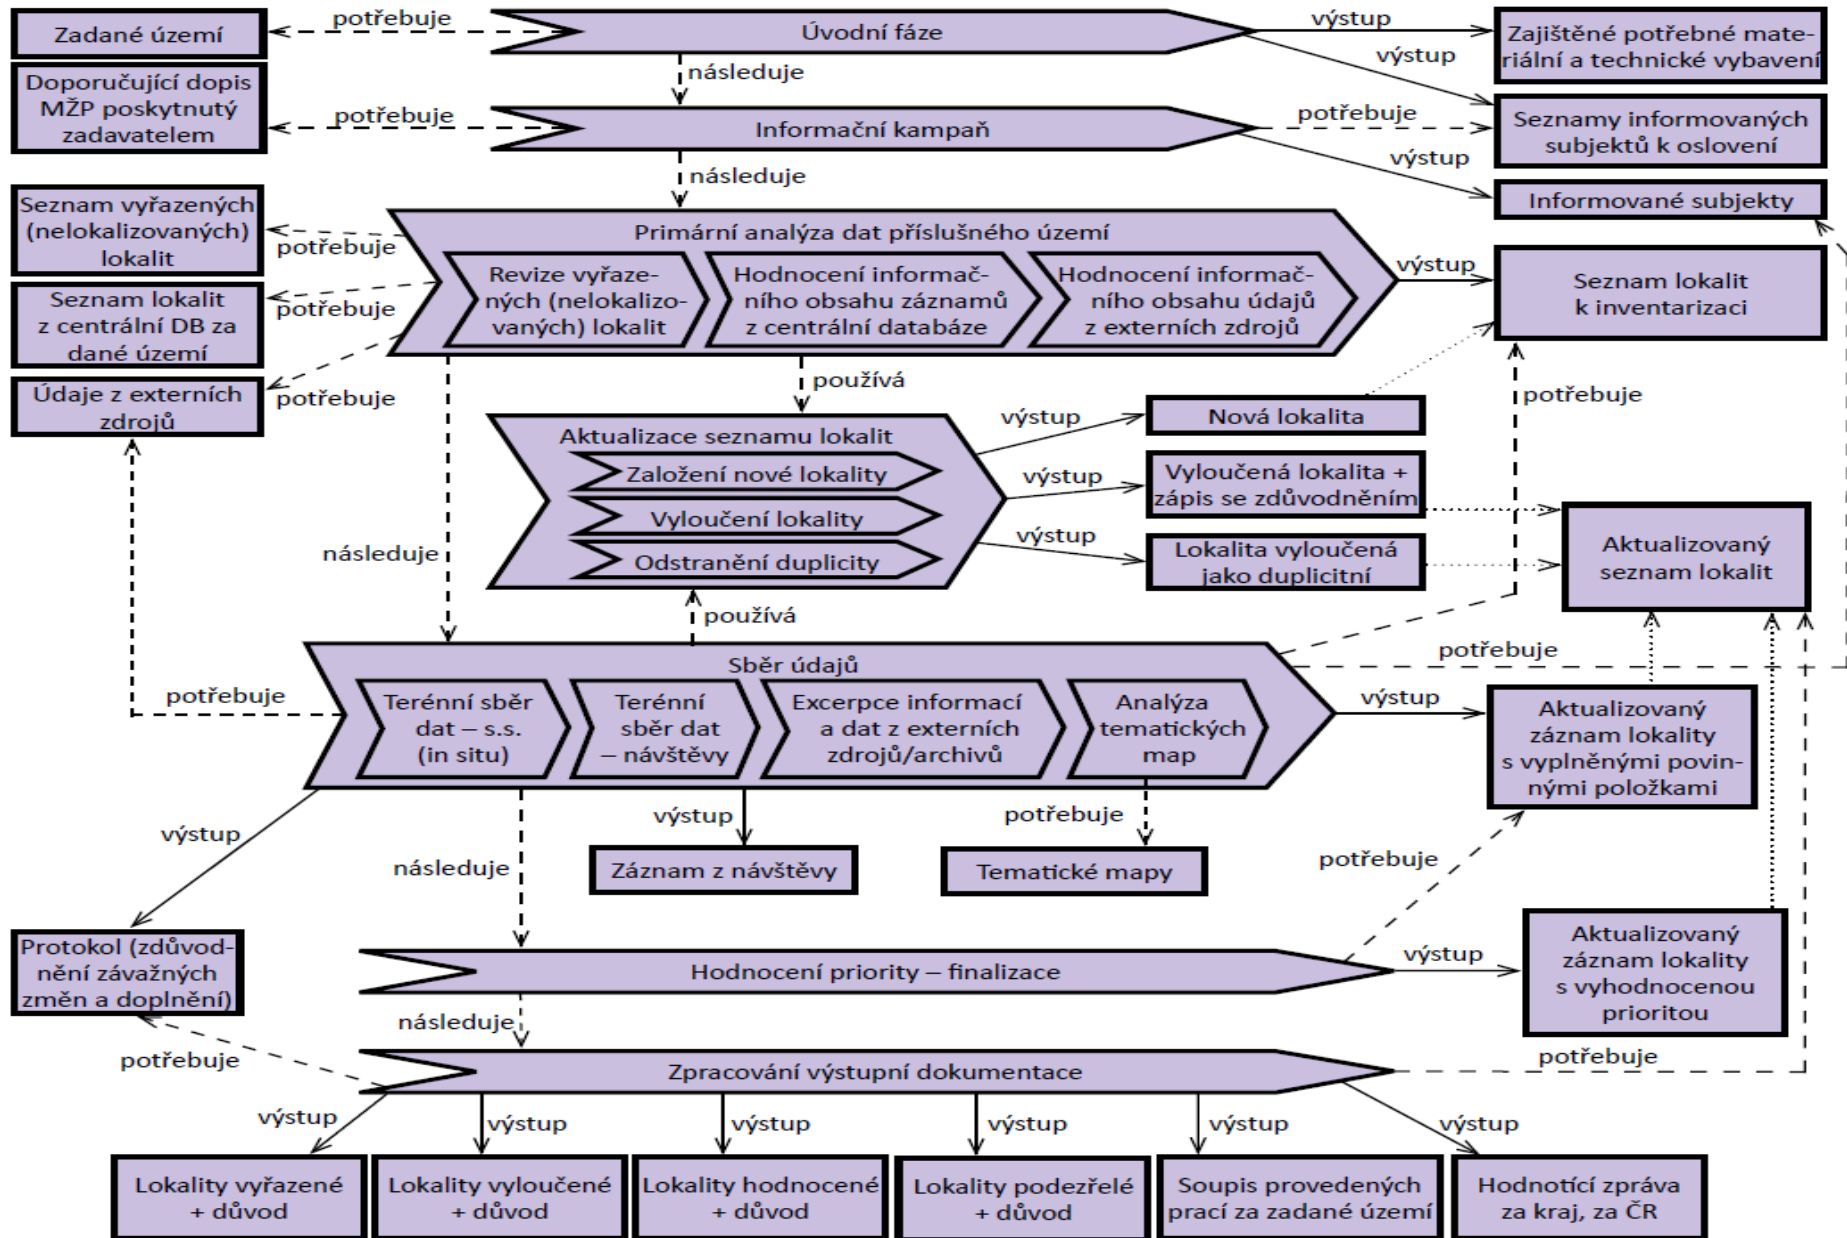 Zadané území
potřebuje
Úvodní fáze
výstup
Zajištěné potřebné mate-
riální a technické vybavení
výstup
následuje
Doporučující dopis
MŽP poskytnutý
zadavatelem
potřebuje
Informační kampaň
potřebuje
Seznamy informovaných
subjektů k oslovení
výstup
následuje
Informované subjekty
Seznam vyřazených
(nelokalizovaných)
lokalit
potřebuje
Primární analýza dat příslušného území
Revize vyřaze-
ných (nelokalizo-
vaných) lokalit
Hodnocení informač-
ního obsahu záznamů
z centrální databáze
Hodnocení informač-
ního obsahu údajů
z externích zdrojů
výstup
Seznam lokalit
k inventarizaci
Seznam lokalit
z centrální DB za
dané území
potřebuje
Údaje z externích
zdrojů
potřebuje
používá
potřebuje
Aktualizace seznamu lokalit
Založení nové lokality
Vyloučení lokality
Odstranění duplicity
výstup
Nová lokalita
výstup
Vyloučená lokalita +
zápis se zdůvodněním
výstup
Lokalita vyloučená
jako duplicitní
Aktualizovaný
seznam lokalit
následuje
používá
potřebuje
Sběr údajů
potřebuje
Terénní sběr
dat – s.s.
(in situ)
Terénní
sběr dat
– návštěvy
Excerpce informací
a dat z externích
zdrojů/archivů
Analýza
tematických
map
výstup
Aktualizovaný
záznam lokality
s vyplněnými povin-
nými položkami
výstup
následuje
výstup
Záznam z návštěvy
potřebuje
Tematické mapy
potřebuje
Protokol (zdůvod-
nění závažných
změn a doplnění)
Hodnocení priority – finalizace
výstup
Aktualizovaný
záznam lokality
s vyhodnocenou
prioritou
následuje
potřebuje
Zpracování výstupní dokumentace
potřebuje
výstup
výstup
výstup
výstup
výstup
výstup
Lokality vyřazené
+ důvod
Lokality vyloučené
+ důvod
Lokality hodnocené
+ důvod
Lokality podezřelé
+ důvod
Soupis provedených
prací za zadané území
Hodnotící zpráva
za kraj, za ČR